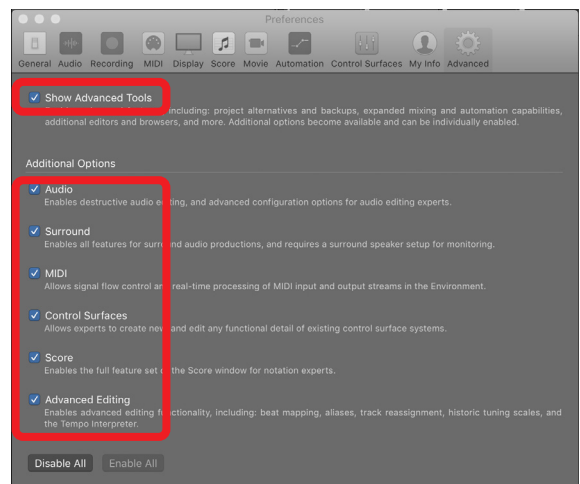 Preferences
General Audio Recording MIDI Display Score Movie Automation Control Surfaces My Info Advanced
Show Advanced Tools
including: project alternatives and backups, expanded mixing and automation capabilities,
additional editors and browsers, and more. Additional options become available and can be individually enabled.
Additional Options
Audio
Enables destructive audio editing, and advanced configuration options for audio editing experts.
Surround
Enables all features for surround audio productions, and requires a surround speaker setup for monitoring.
MIDI
Allows signal flow control and real-time processing of MIDI input and output streams in the Environment.
Control Surfaces
Allows experts to create new and edit any functional detail of existing control surface systems.
Score
Enables the full feature set of the Score window for notation experts.
Advanced Editing
Enables advanced editing functionality, including: beat mapping, aliases, track reassignment, historic tuning scales, and
the Tempo Interpreter.
Disable All Enable All